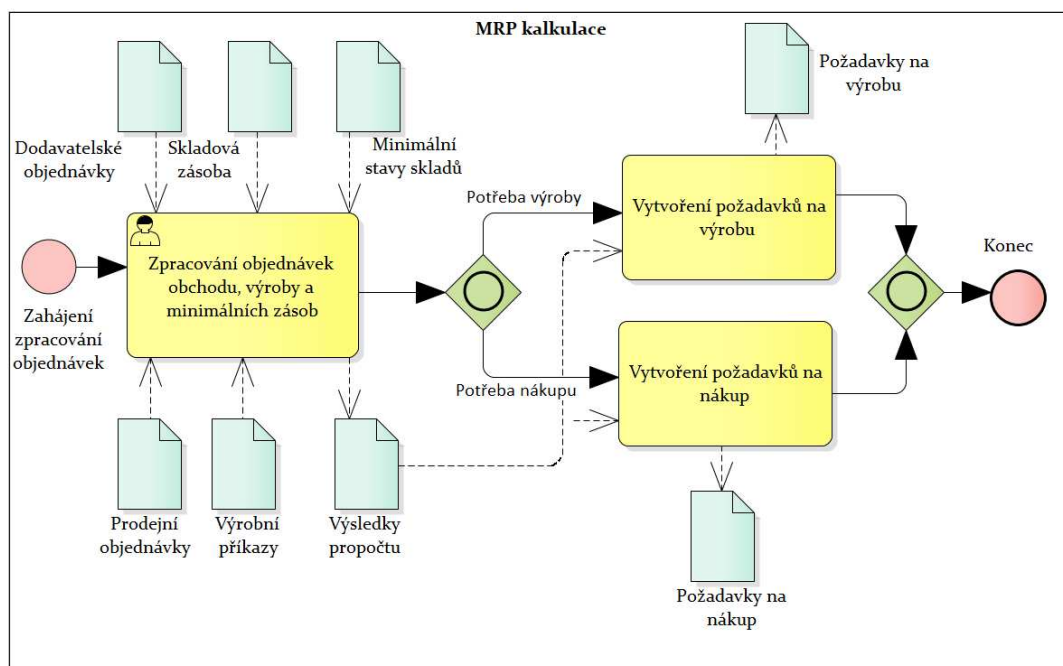 MRP kalkulace
Dodavatelské
objednávky
Skladová
zásoba
Minimální
stavy skladů
Požadavky na
výrobu
Zahájení
zpracování
objednávek
Zpracování objednávek
obchodu, výroby a
minimálních zásob
Potřeba výroby
Potřeba nákupu
Vytvoření požadavků na
výrobu
Vytvoření požadavků na
nákup
Konec
Prodejní
objednávky
Výrobní
příkazy
Výsledky
propočtu
Požadavky na
nákup